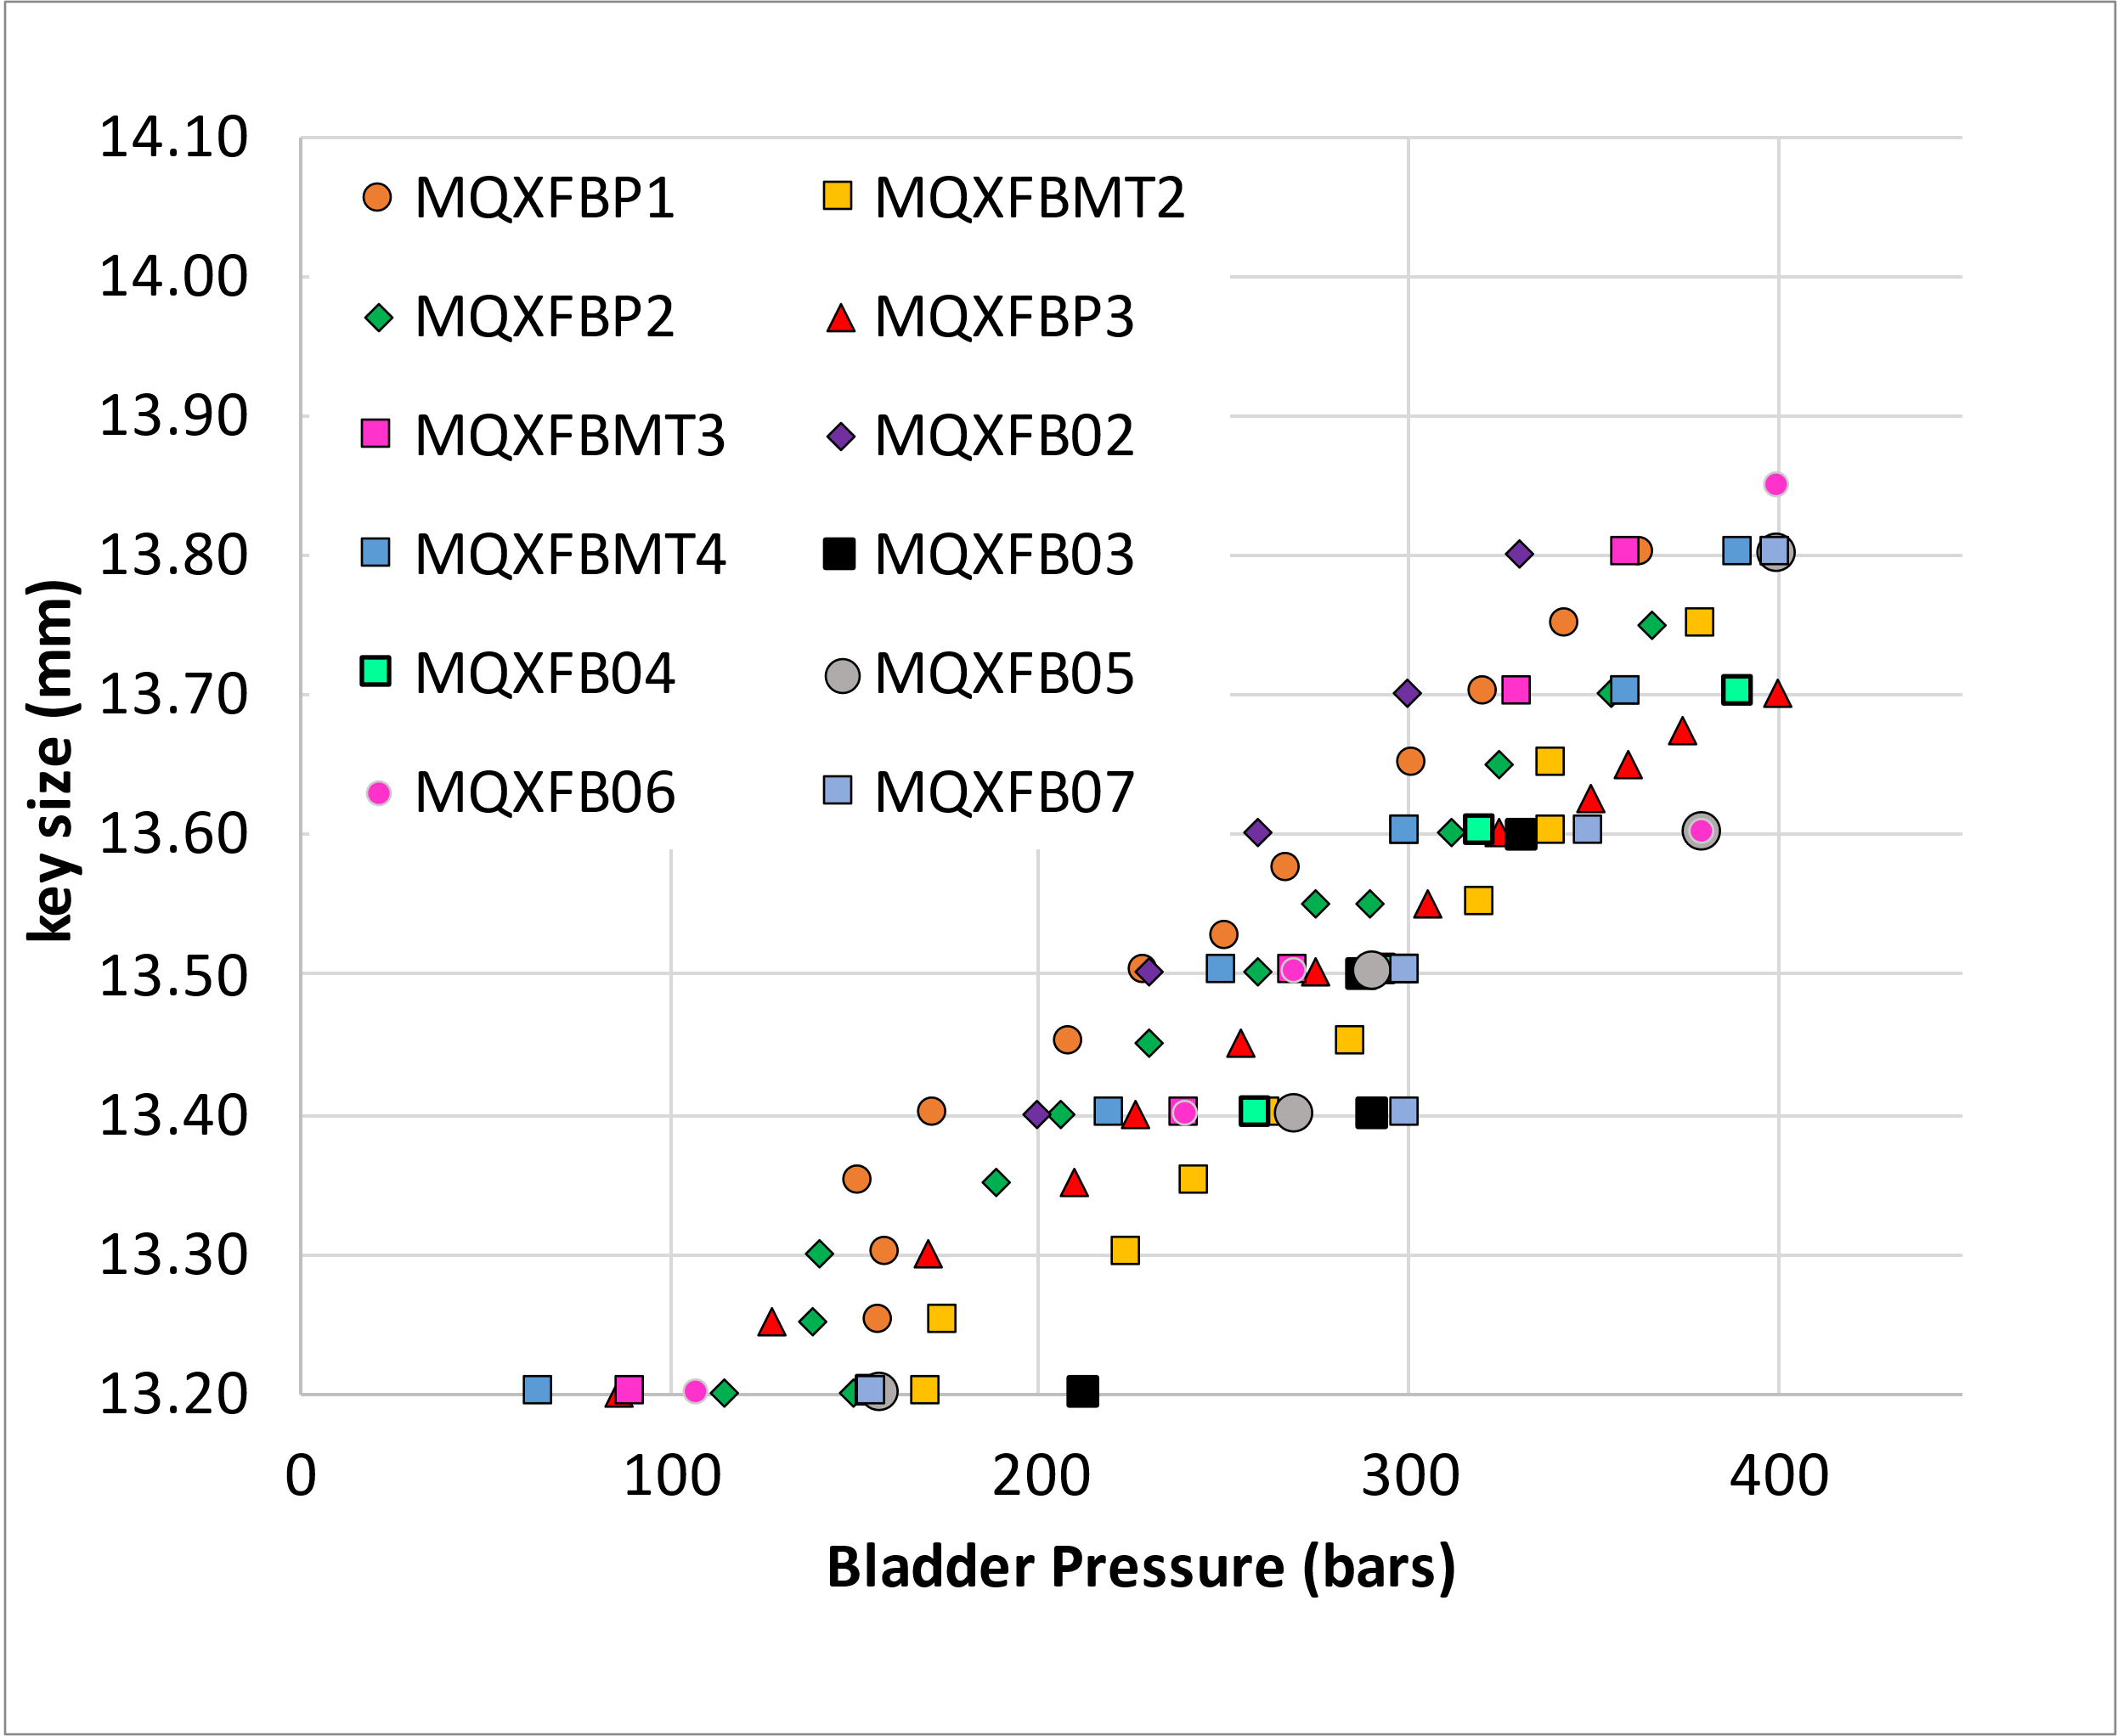 14.10
MQXFBP1 MQXFBMT2
14.00
MQXFBP2 MQXFBP3
13.90
MQXFBMT3 MQXFB02
13.80
MQXFBMT4 MQXFB03
13.70
MQXFB04 MQXFB05
13.60
MQXFB06 MQXFB07
13.50
13.40
13.30
13.20
key size (mm)
0 100 200 300 400
Bladder Pressure (bars)